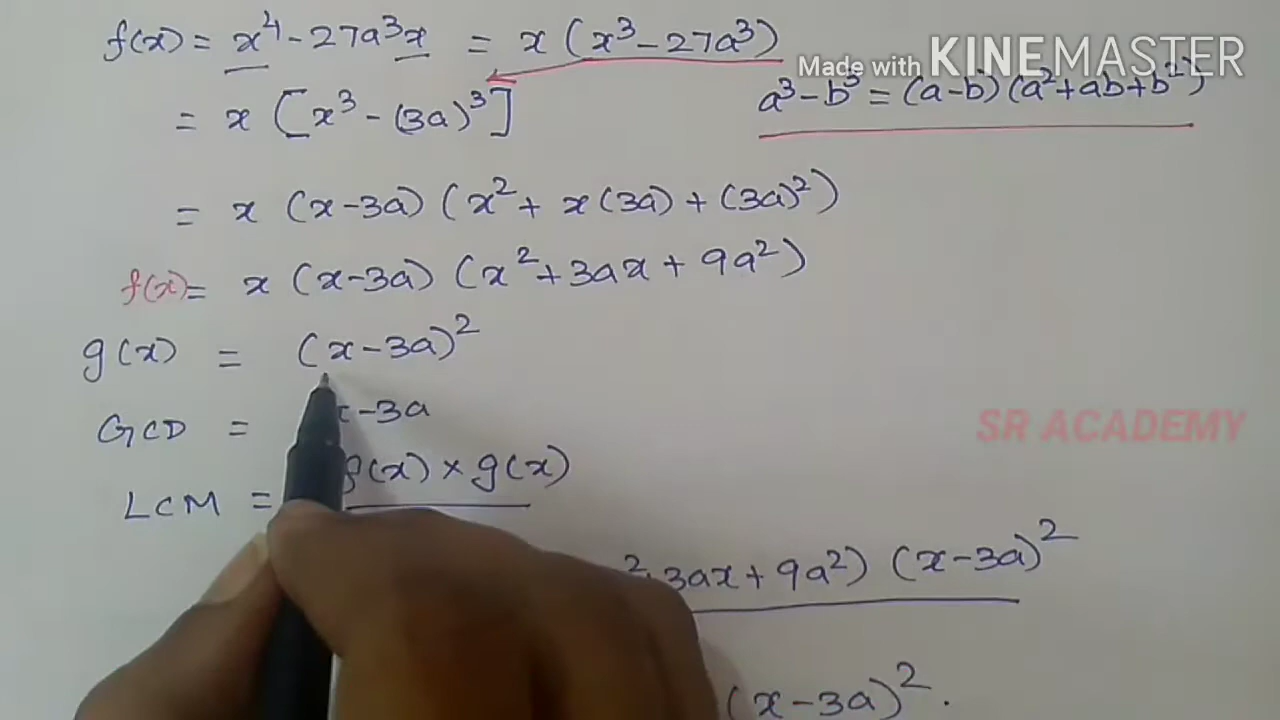 f(x) = x⁴ - 27a³x = x (x³ - 27a³)
Made with KINEMASTER
a³ - b³ = (a-b) (a² + ab + b²)
= x [x³ - (3a)³]
= x (x-3a) (x² + x(3a) + (3a)²)
f(x) = x (x-3a) (x² + 3ax + 9a²)
g(x) = (x-3a)²
GCD = x-3a
SR ACADEMY
LCM = f(x) × g(x)
² + 3ax + 9a²) (x-3a)²
(x-3a)².